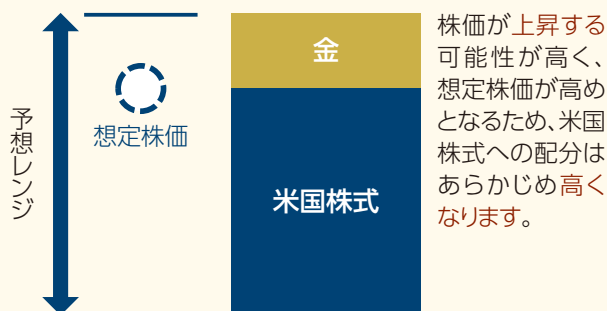 予想レンジ
想定株価
金
米国株式
株価が上昇する
可能性が高く、
想定株価が高め
となるため、米国
株式への配分は
あらかじめ高く
なります。